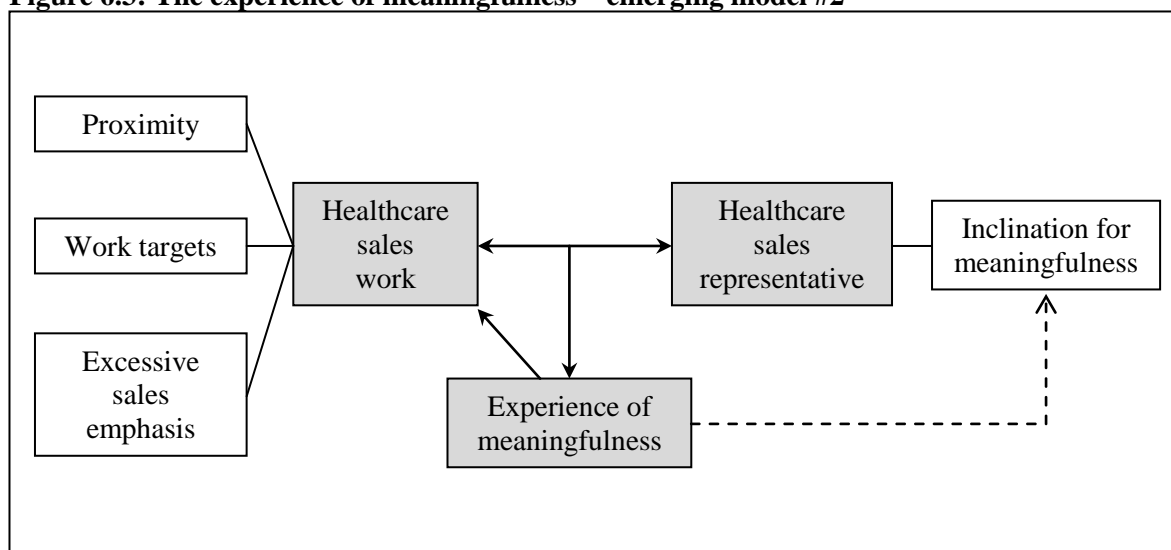 Figure 6.3: The experience of meaningfulness – emerging model #2
Proximity
Work targets
Excessive
sales
emphasis
Healthcare
sales
work
Healthcare
sales
representative
Inclination for
meaningfulness
Experience of
meaningfulness